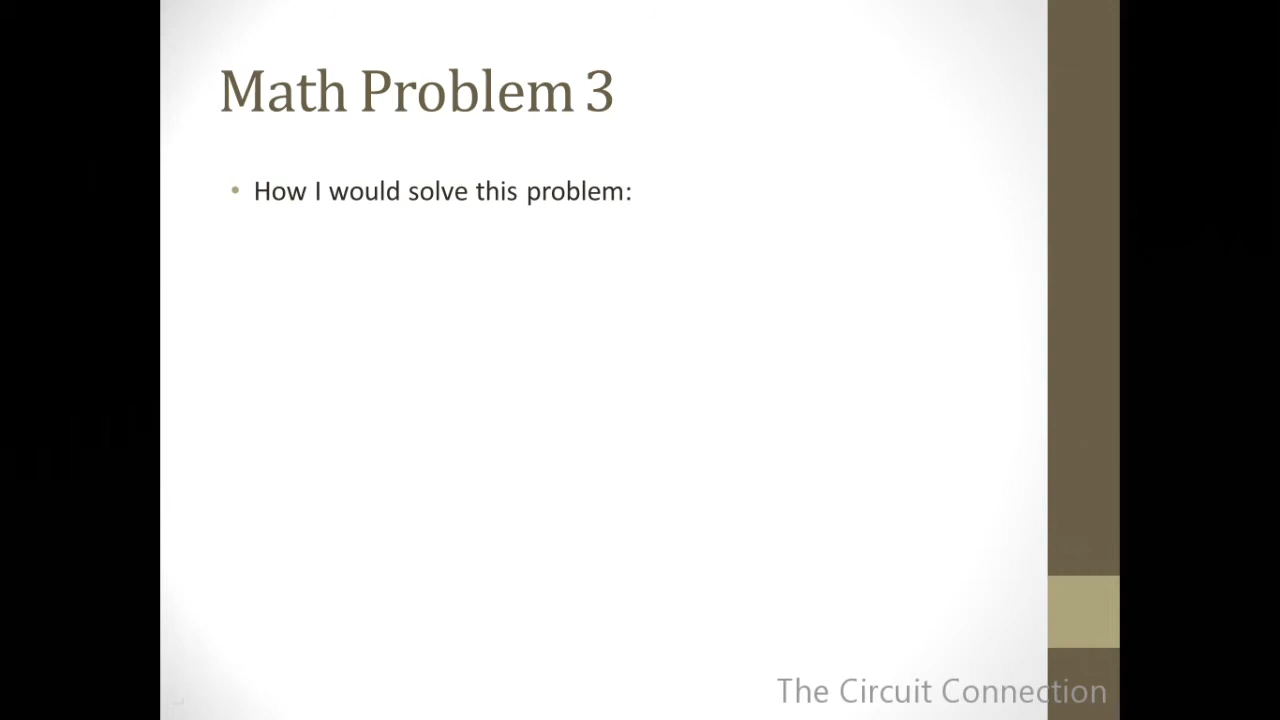 Math Problem 3
• How I would solve this problem:
The Circuit Connection